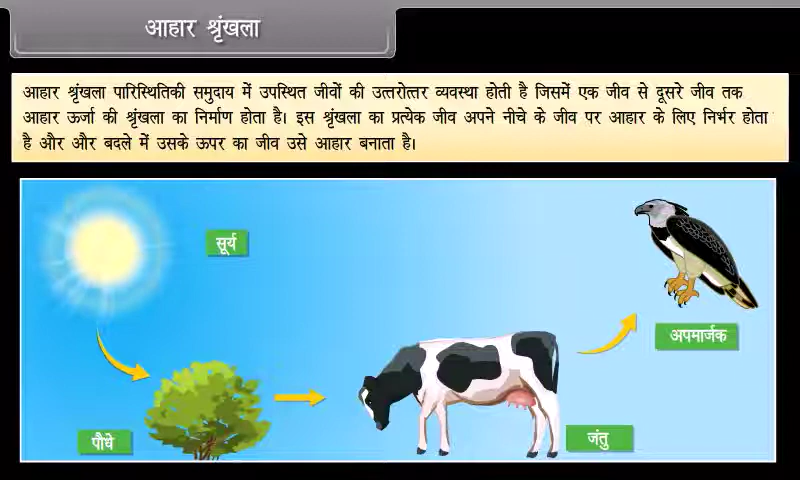 आहार श्रृंखला
आहार श्रृंखला पारिस्थितिकी समुदाय में उपस्थित जीवों की उत्तरोत्तर व्यवस्था होती है जिसमें एक जीव से दूसरे जीव तक
आहार ऊर्जा की श्रृंखला का निर्माण होता है। इस श्रृंखला का प्रत्येक जीव अपने नीचे के जीव पर आहार के लिए निर्भर होता
है और और बदले में उसके ऊपर का जीव उसे आहार बनाता है।
सूर्य
अपमार्जक
पौधे
जंतु